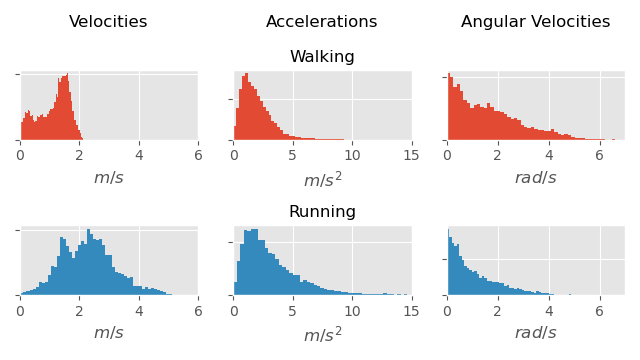 Velocities Accelerations Angular Velocities
Walking
0 2 4 6 0 5 10 15 0 2 4 6
m/s m/s² rad/s
Running
0 2 4 6 0 5 10 15 0 2 4 6
m/s m/s² rad/s